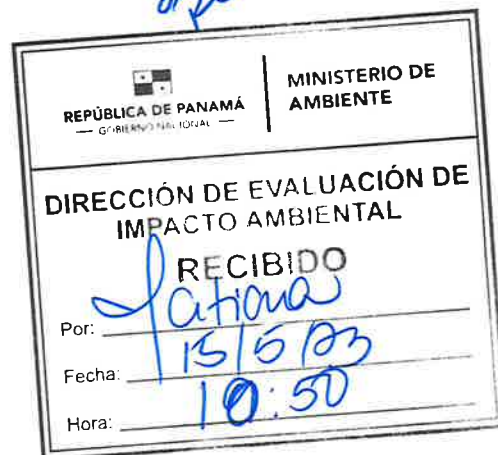 REPÚBLICA DE PANAMÁ
— GOBIERNO NACIONAL —
MINISTERIO DE
AMBIENTE
DIRECCIÓN DE EVALUACIÓN DE
IMPACTO AMBIENTAL
RECIBIDO
Por: Tatiana
Fecha: 15/5/23
Hora: 10:50